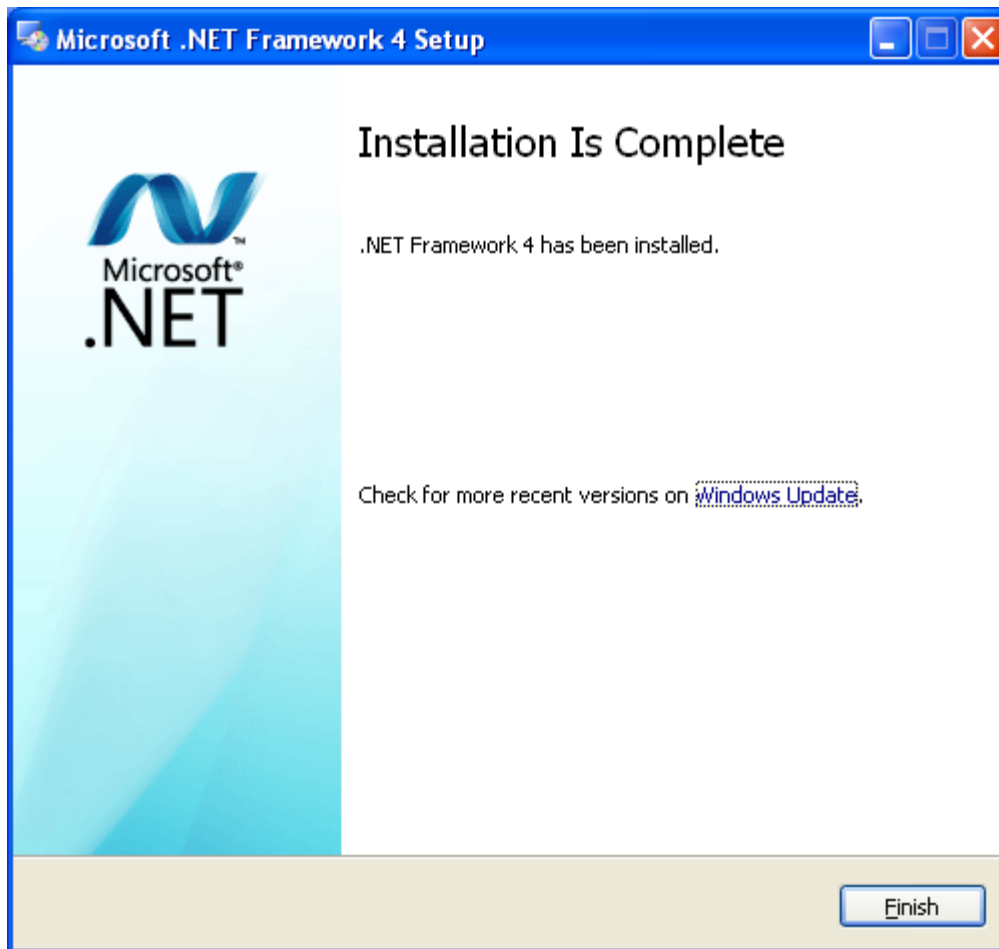 Microsoft .NET Framework 4 Setup
Installation Is Complete
.NET Framework 4 has been installed.
Microsoft®
.NET™
Check for more recent versions on Windows Update.
Finish